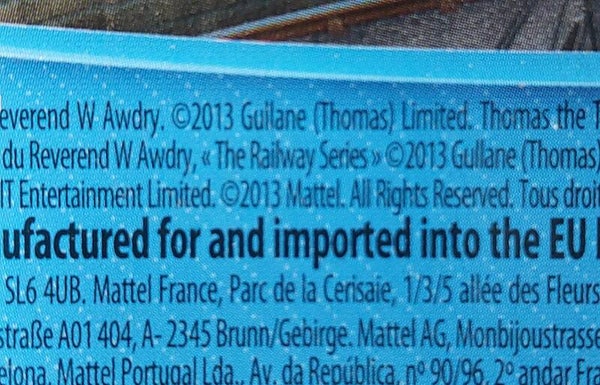 everend W Awdry. ©2013 Gullane (Thomas) Limited. Thomas the T
du Reverend W Awdry, « The Railway Series » ©2013 Gullane (Thomas)
IT Entertainment Limited. ©2013 Mattel. All Rights Reserved. Tous droit
ufactured for and imported into the EU
SL6 4UB. Mattel France, Parc de la Cerisaie, 1/3/5 allée des Fleurs
straße A01 404, A- 2345 Brunn/Gebirge. Mattel AG, Monbijoustrasse
elona. Mattel Portugal Lda., Av. da República, nº 90/96, 2º andar Fra